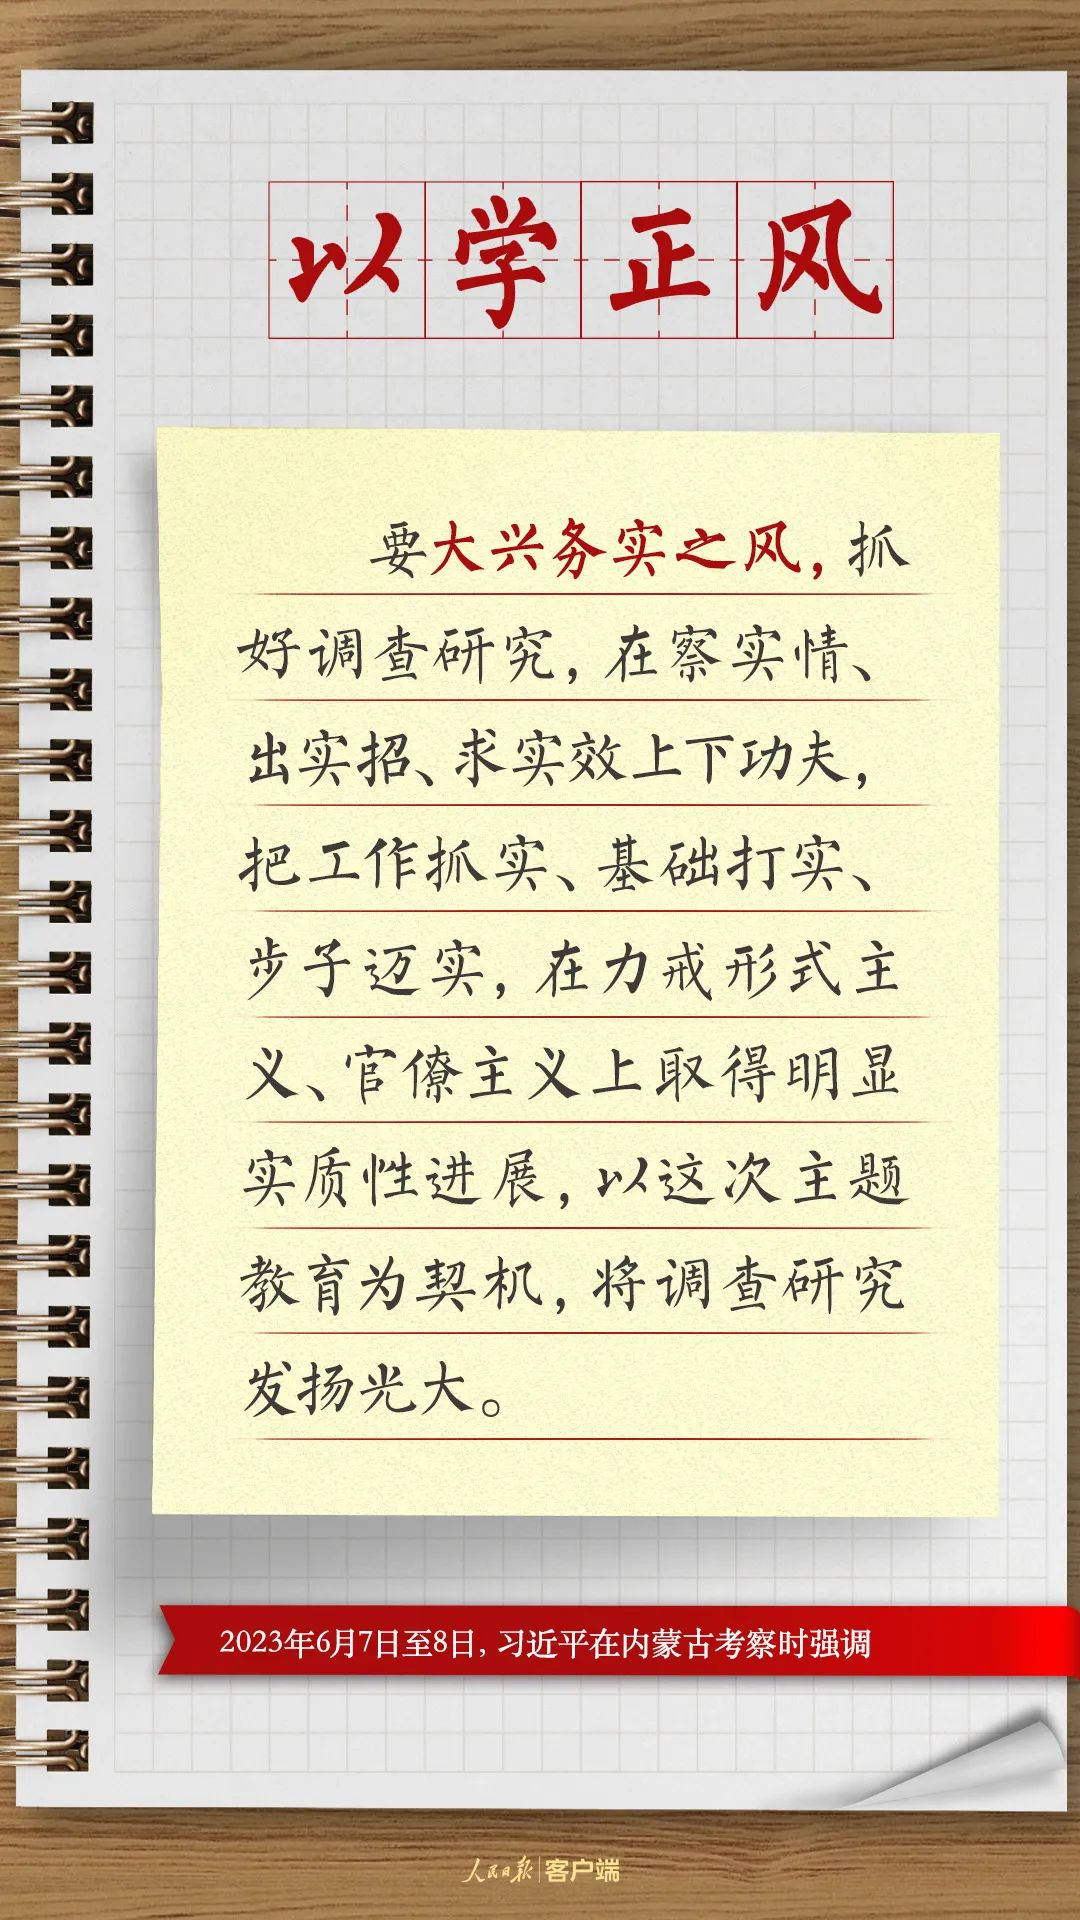 以学正风
要大兴务实之风，抓
好调查研究，在察实情、
出实招、求实效上下功夫，
把工作抓实、基础打实、
步子迈实，在力戒形式主
义、官僚主义上取得明显
实质性进展，以这次主题
教育为契机，将调查研究
发扬光大。
2023年6月7日至8日，习近平在内蒙古考察时强调
人民日报|客户端